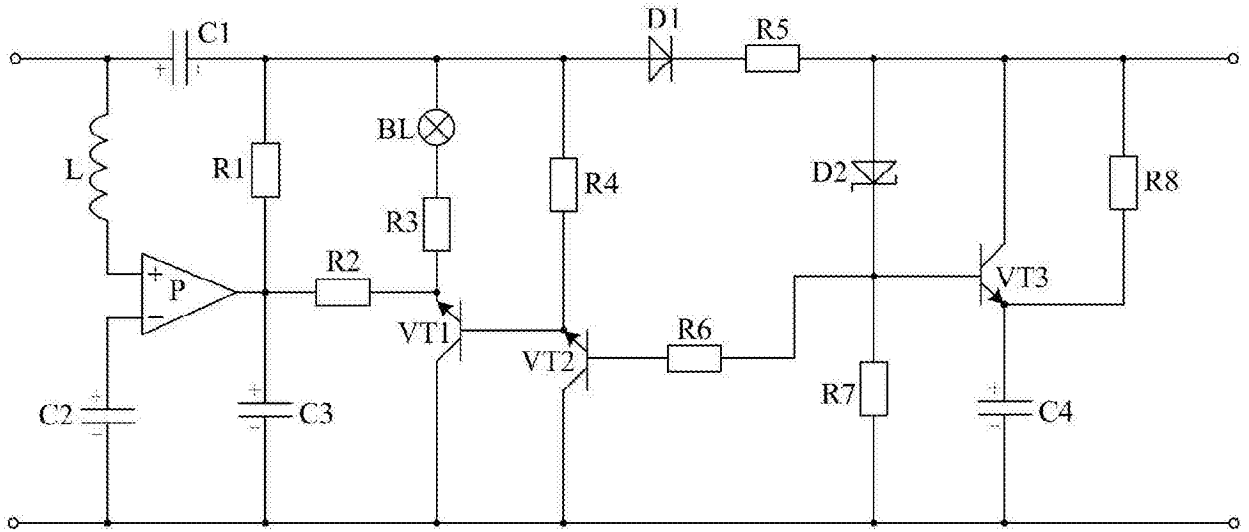 D1
C1
R5
+
BL
L
R1
R4
D2
R8
R3
+
P
−
R2
VT1
VT2
R6
VT3
+
C2
−
+
C3
−
R7
+
C4
−